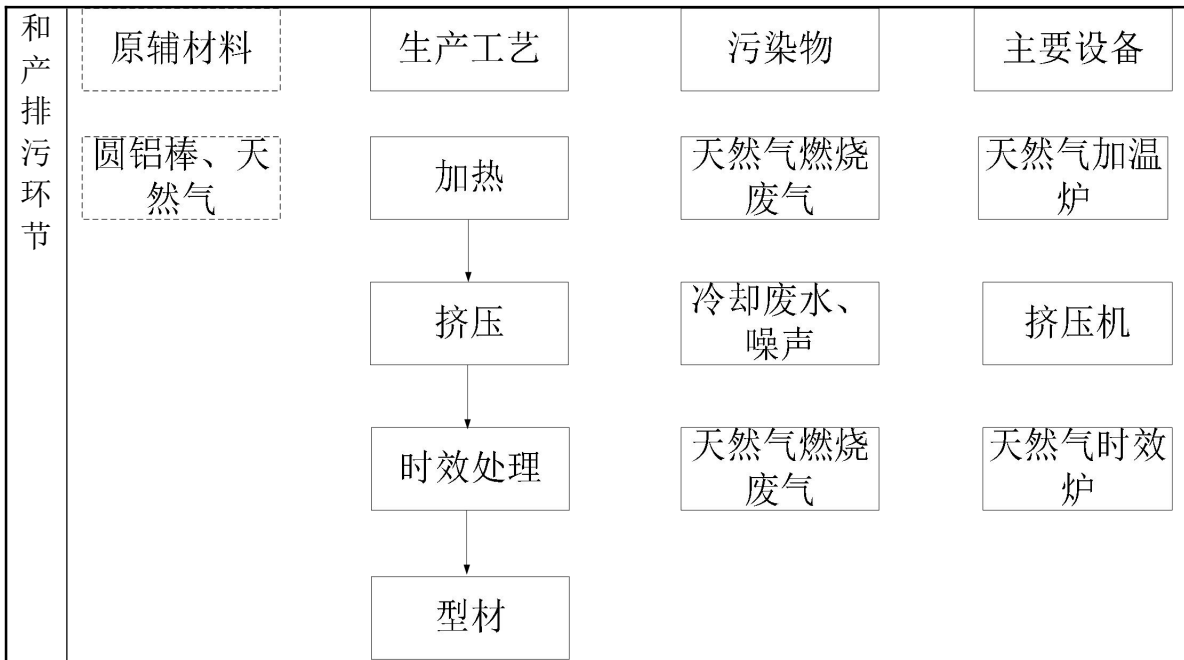 和
产
排
污
环
节
原辅材料
生产工艺
污染物
主要设备
圆铝棒、天
然气
加热
天然气燃烧
废气
天然气加温
炉
挤压
冷却废水、
噪声
挤压机
时效处理
天然气燃烧
废气
天然气时效
炉
型材